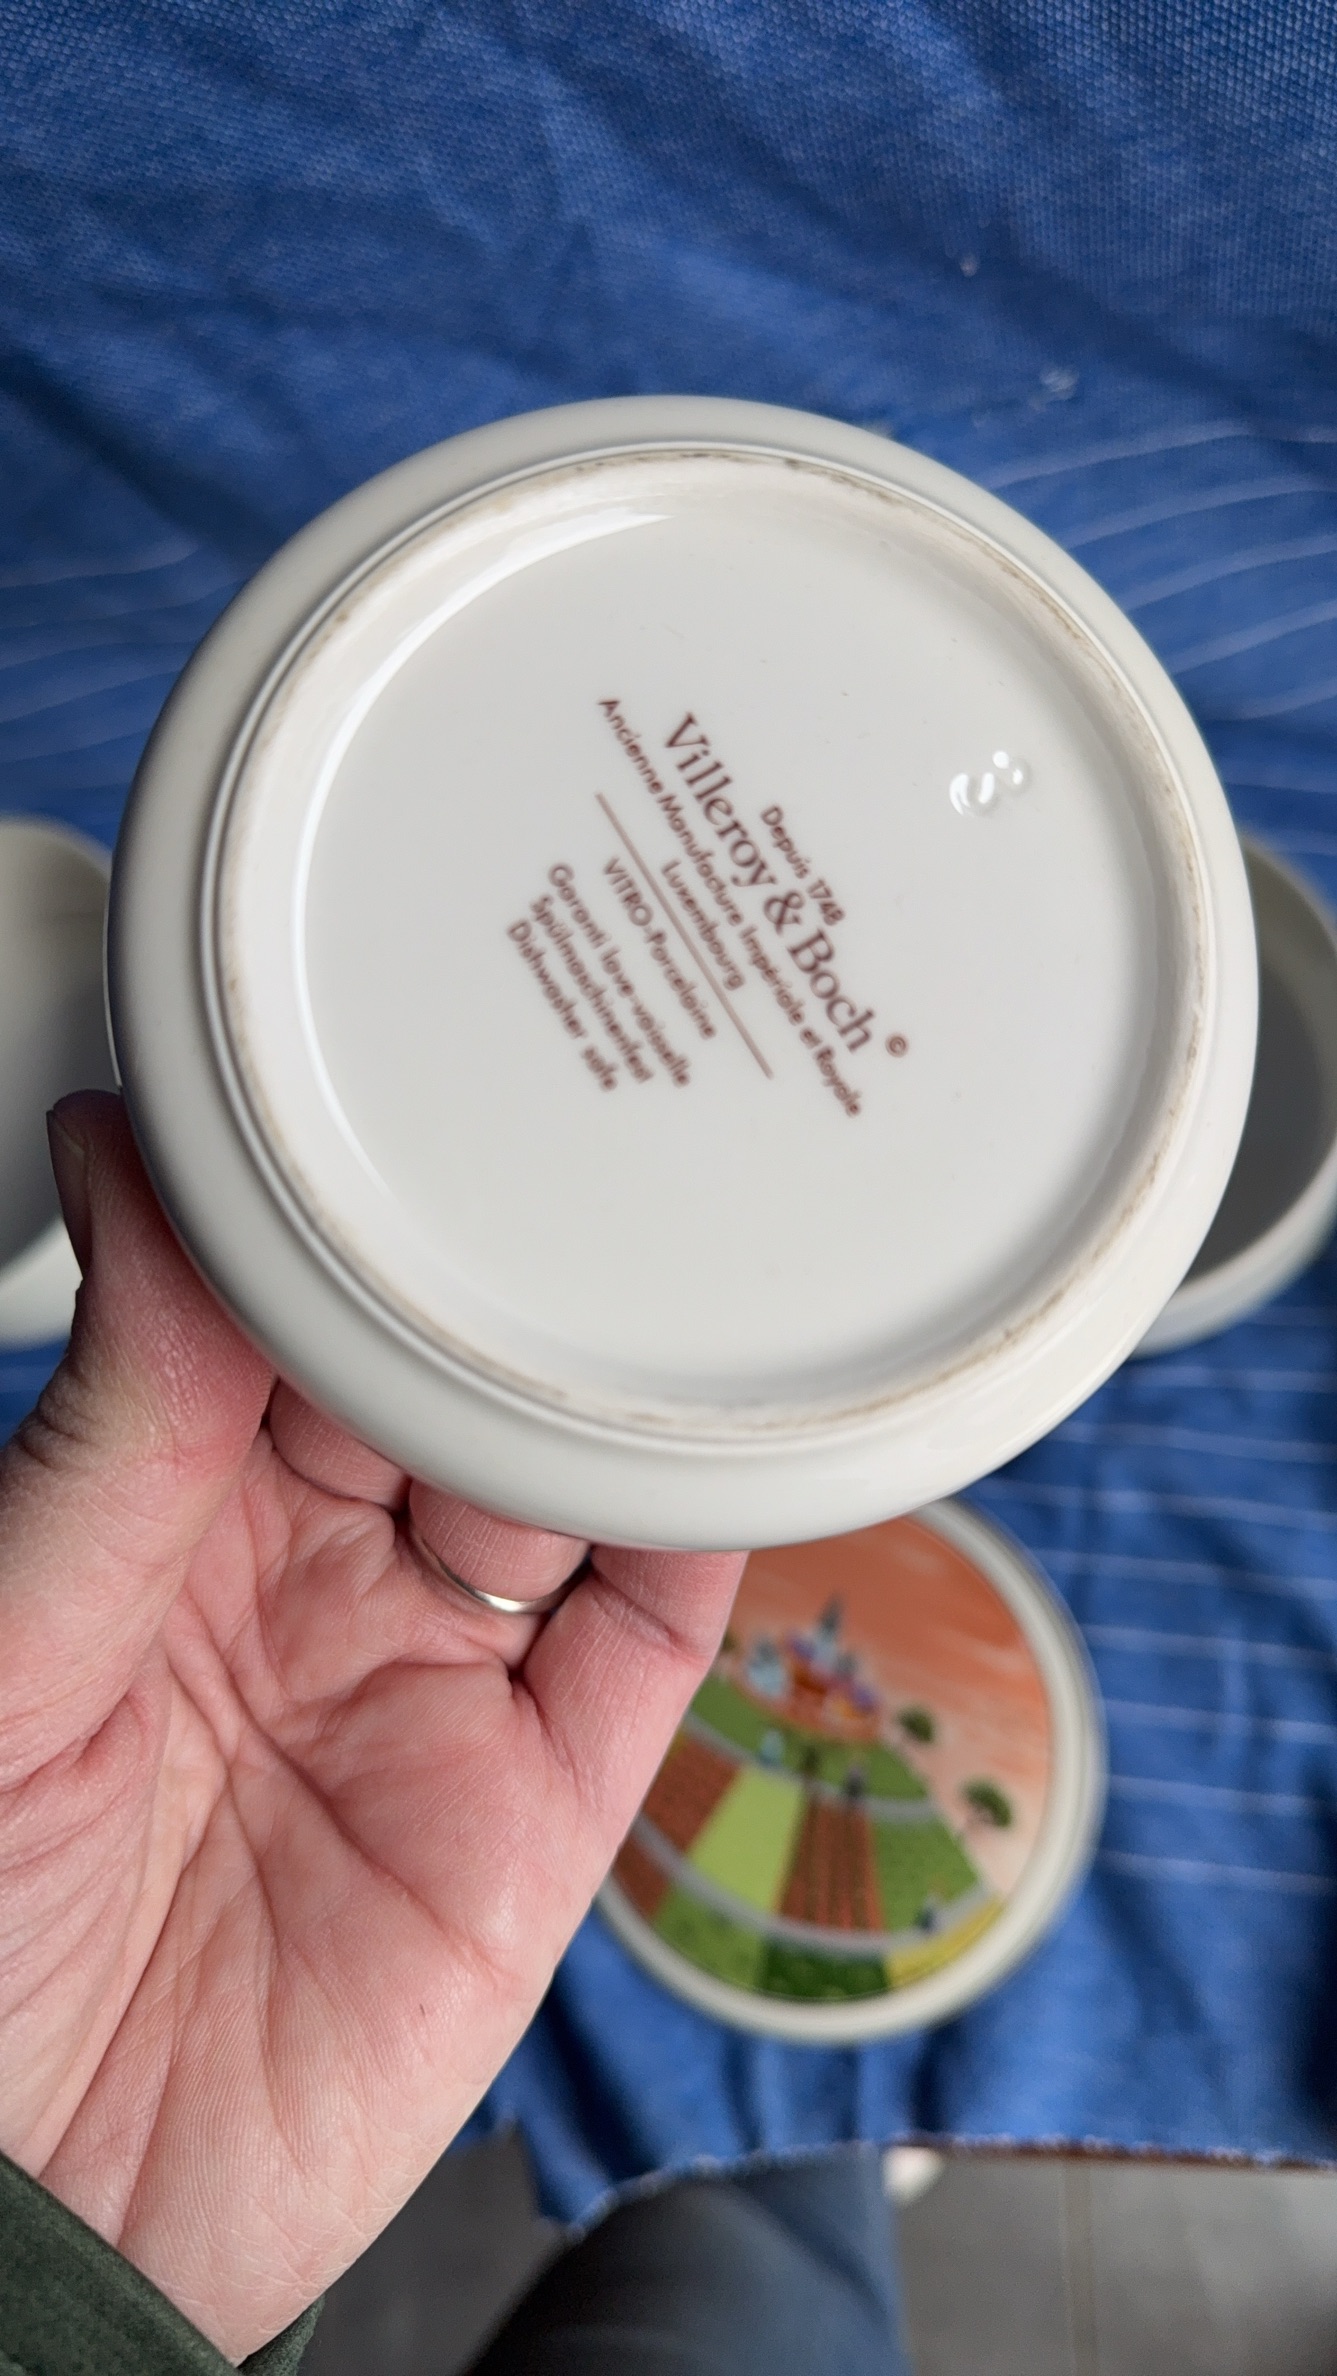 Depuis 1748
Villeroy & Boch ©
Ancienne Manufacture Impériale et Royale
Luxembourg
VITRO-Porcelaine
Garanti lave-vaisselle
Spülmaschinenfest
Dishwasher safe